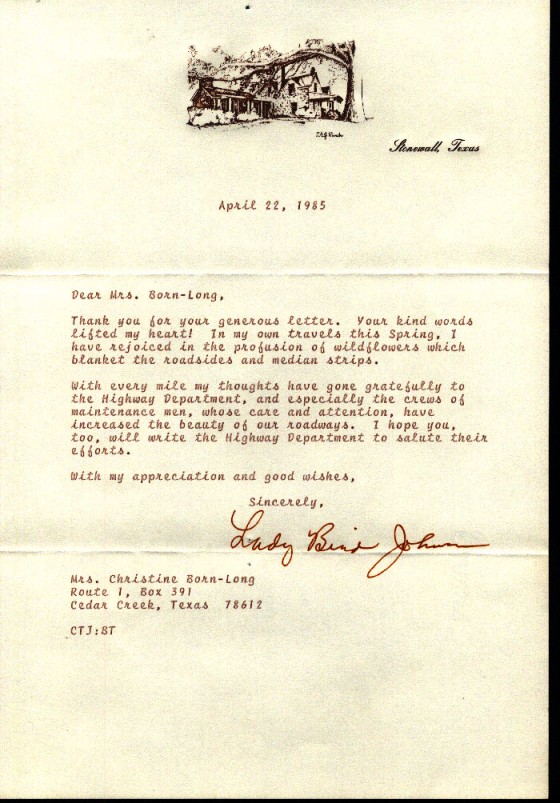 Stonewall, Texas
April 22, 1985
Dear Mrs. Born-Long,
Thank you for your generous letter. Your kind words
lifted my heart! In my own travels this Spring, I
have rejoiced in the profusion of wildflowers which
blanket the roadsides and median strips.
With every mile my thoughts have gone gratefully to
the Highway Department, and especially the crews of
maintenance men, whose care and attention, have
increased the beauty of our roadways. I hope you,
too, will write the Highway Department to salute their
efforts.
With my appreciation and good wishes,
Sincerely,
Lady Bird Johnson
Mrs. Christine Born-Long
Route 1, Box 391
Cedar Creek, Texas 78612
CTJ:BT